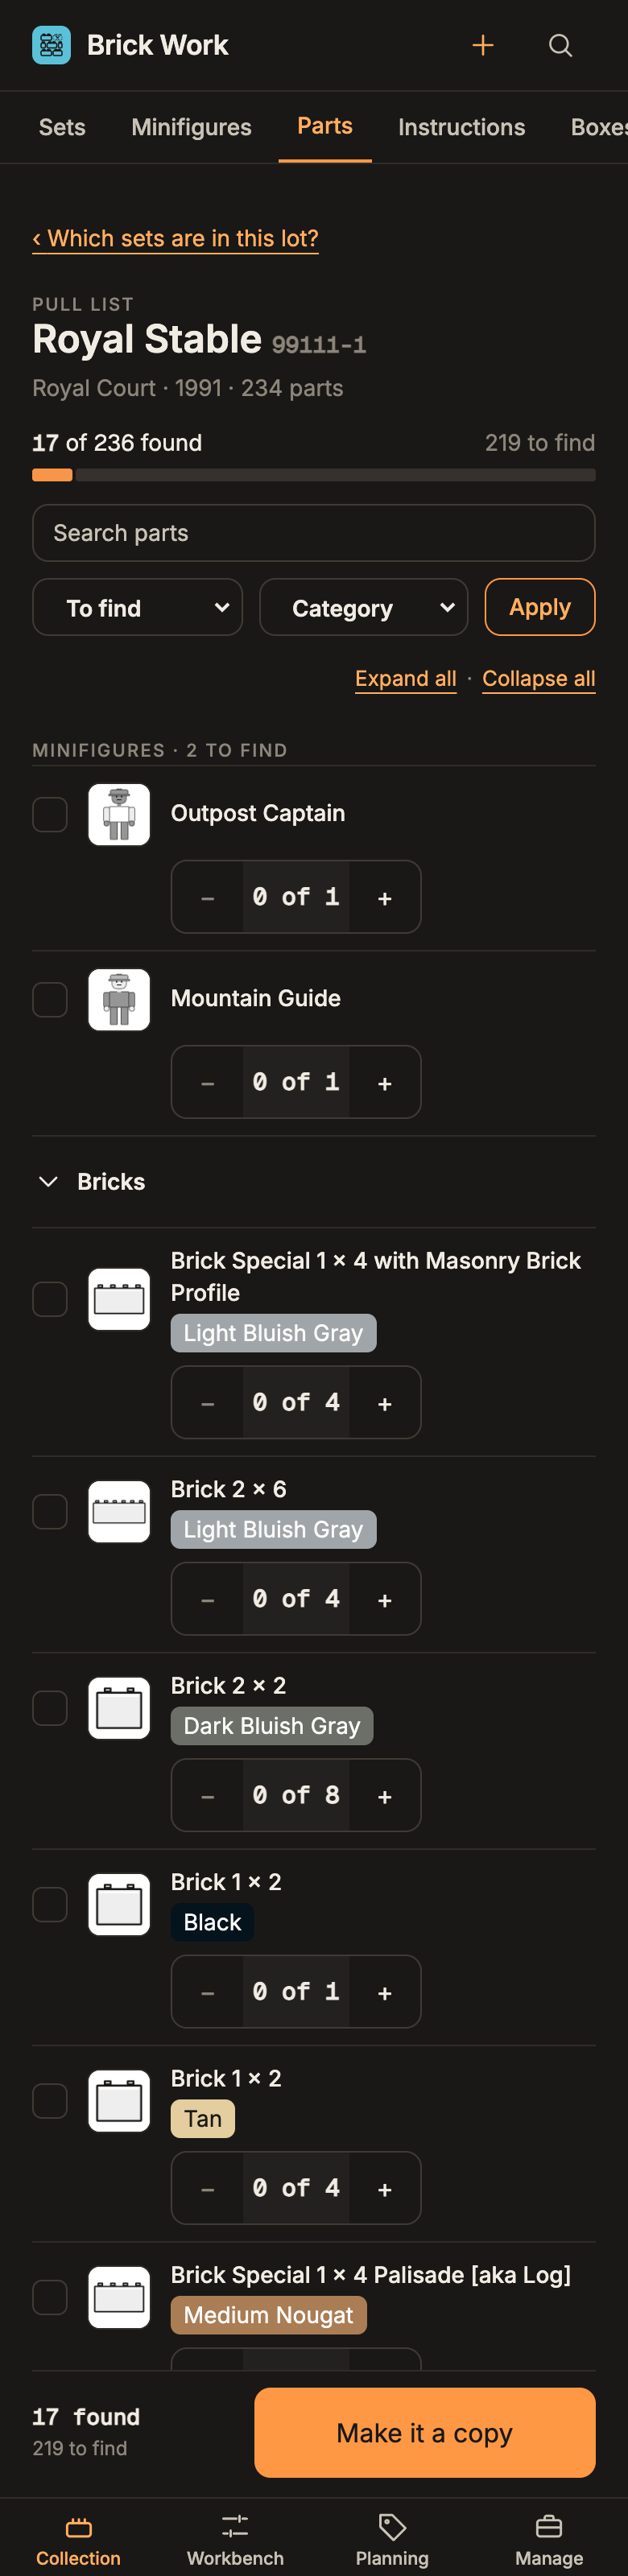 Brick Work
Sets Minifigures Parts Instructions Boxes
‹ Which sets are in this lot?
PULL LIST
Royal Stable 99111-1
Royal Court · 1991 · 234 parts
17 of 236 found 219 to find
Search parts
To find Category Apply
Expand all · Collapse all
MINIFIGURES · 2 TO FIND
Outpost Captain
− 0 of 1 +
Mountain Guide
− 0 of 1 +
Bricks
Brick Special 1 × 4 with Masonry Brick
Profile
Light Bluish Gray
− 0 of 4 +
Brick 2 × 6
Light Bluish Gray
− 0 of 4 +
Brick 2 × 2
Dark Bluish Gray
− 0 of 8 +
Brick 1 × 2
Black
− 0 of 1 +
Brick 1 × 2
Tan
− 0 of 4 +
Brick Special 1 × 4 Palisade [aka Log]
Medium Nougat
17 found
219 to find
Make it a copy
Collection Workbench Planning Manage